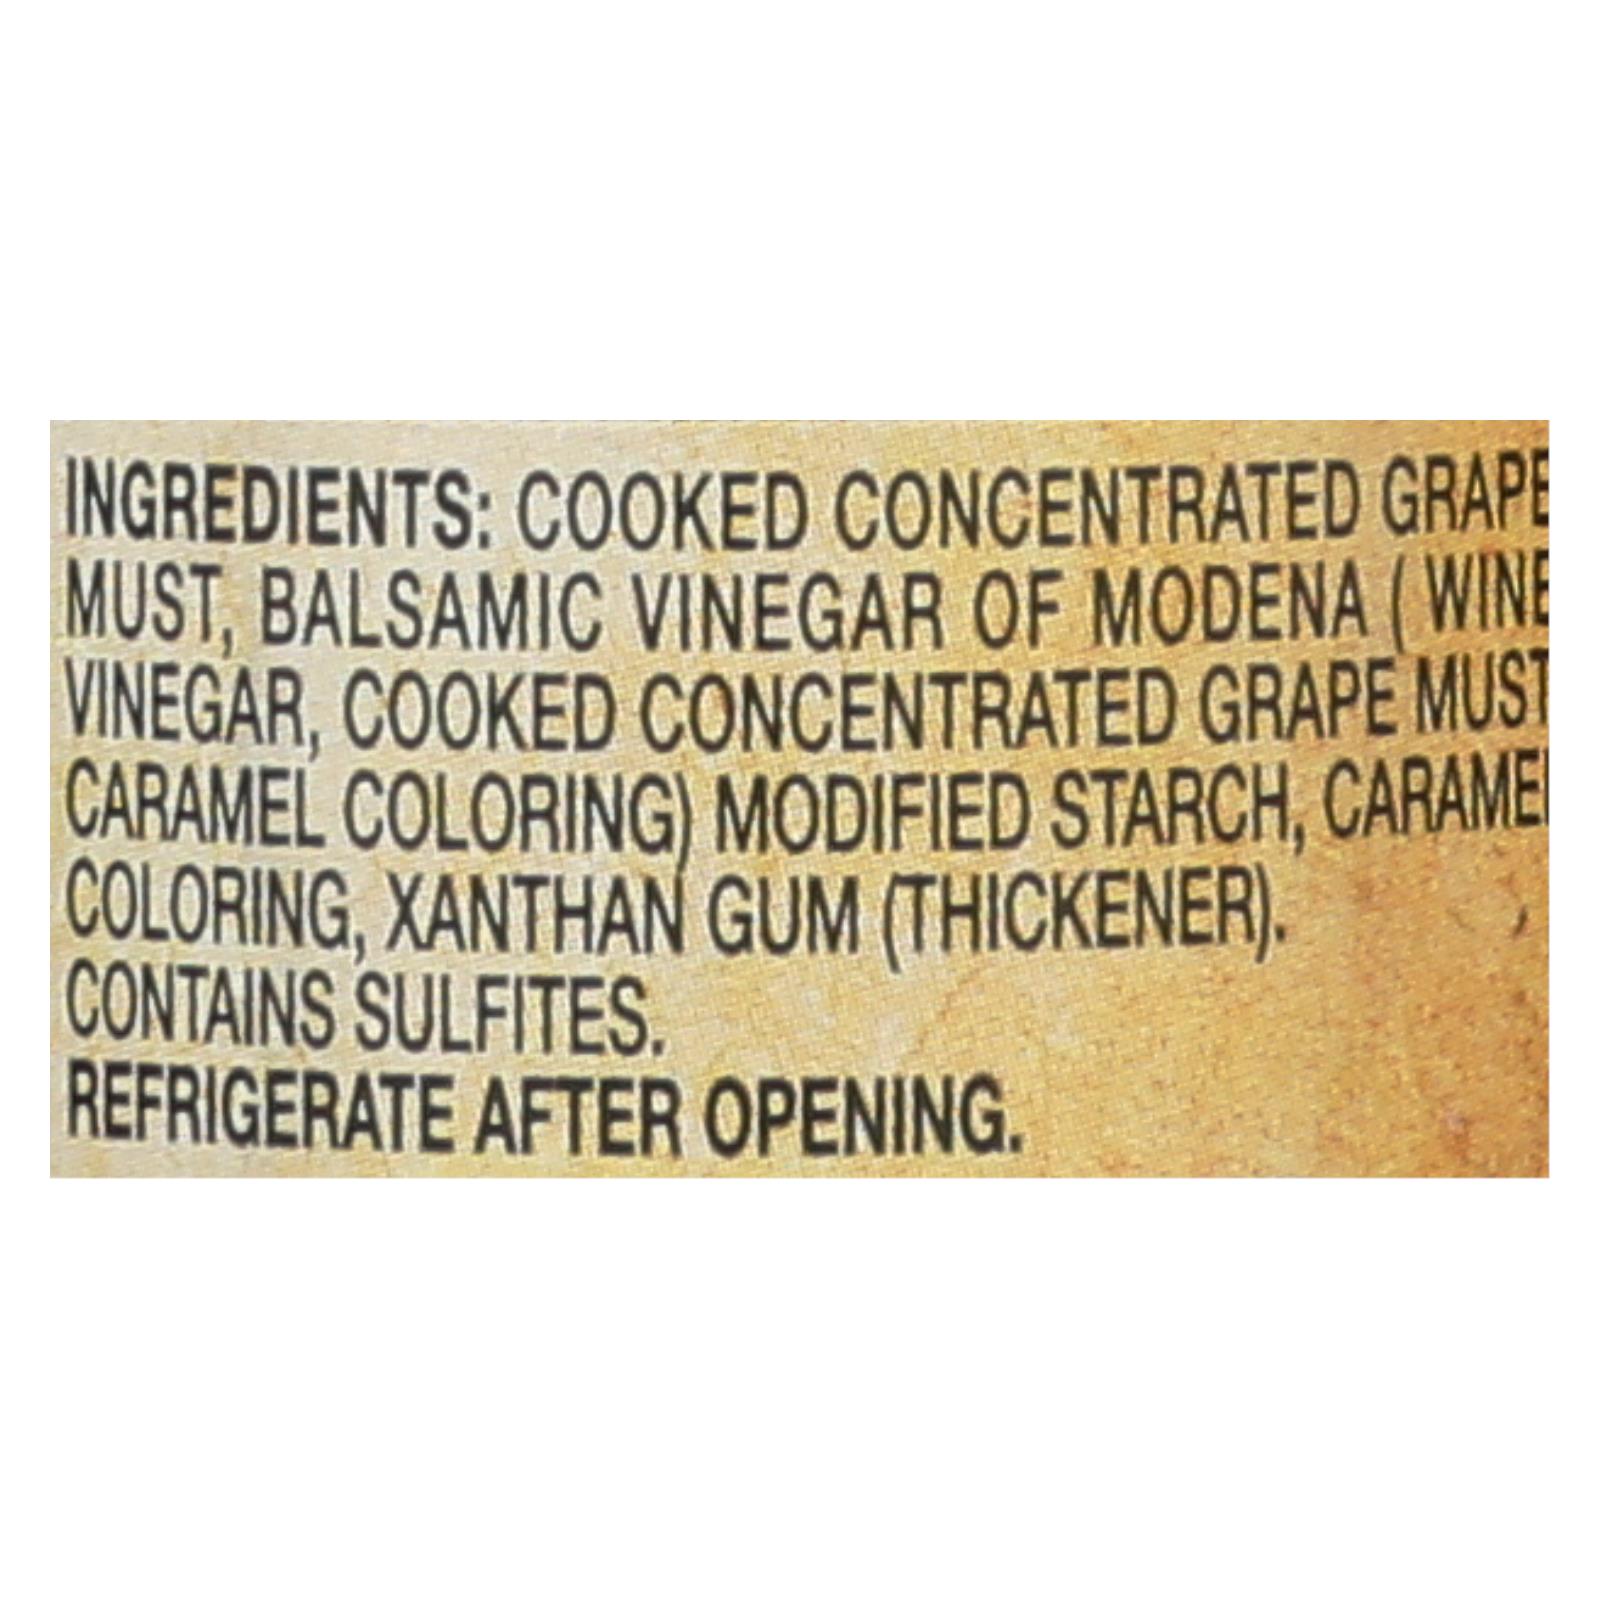 INGREDIENTS: COOKED CONCENTRATED GRAPE
MUST, BALSAMIC VINEGAR OF MODENA ( WINE
VINEGAR, COOKED CONCENTRATED GRAPE MUST
CARAMEL COLORING) MODIFIED STARCH, CARAMEL
COLORING, XANTHAN GUM (THICKENER).
CONTAINS SULFITES.
REFRIGERATE AFTER OPENING.